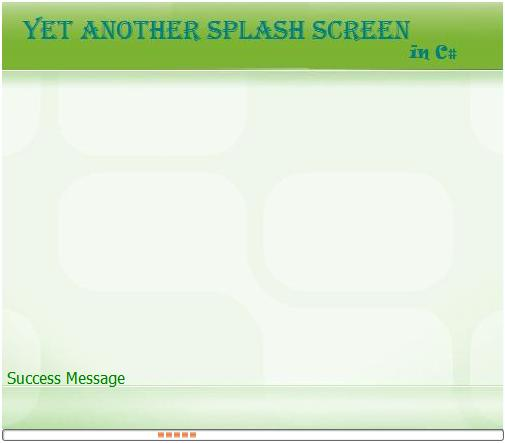 YET ANOTHER SPLASH SCREEN
in C#
Success Message